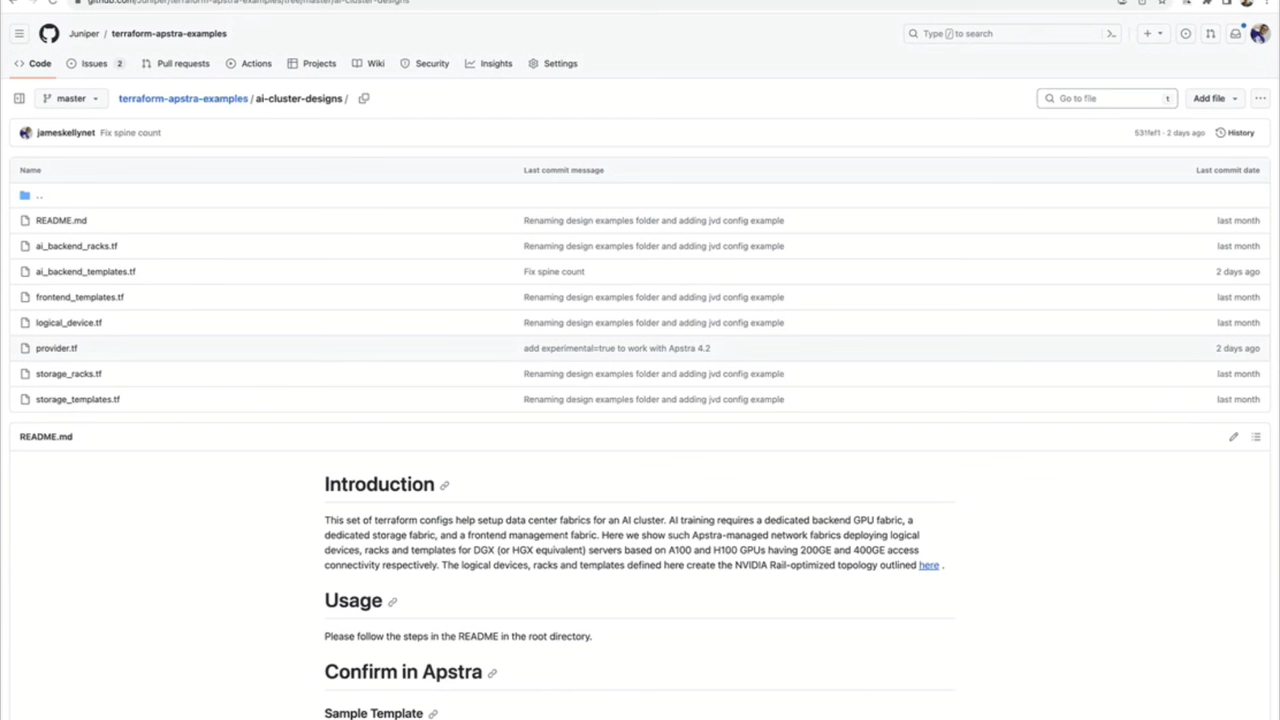 github.com/Juniper/terraform-apstra-examples/tree/master/ai-cluster-designs
Juniper / terraform-apstra-examples
Type / to search
Code
Issues 2
Pull requests
Actions
Projects
Wiki
Security
Insights
Settings
master
terraform-apstra-examples / ai-cluster-designs /
Go to file t
Add file
jameskellynet Fix spine count
531fef1 · 2 days ago History
Name Last commit message Last commit date
..
README.md Renaming design examples folder and adding jvd config example last month
ai_backend_racks.tf Renaming design examples folder and adding jvd config example last month
ai_backend_templates.tf Fix spine count 2 days ago
frontend_templates.tf Renaming design examples folder and adding jvd config example last month
logical_device.tf Renaming design examples folder and adding jvd config example last month
provider.tf add experimental=true to work with Apstra 4.2 2 days ago
storage_racks.tf Renaming design examples folder and adding jvd config example last month
storage_templates.tf Renaming design examples folder and adding jvd config example last month
README.md
Introduction
This set of terraform configs help setup data center fabrics for an AI cluster. AI training requires a dedicated backend GPU fabric, a
dedicated storage fabric, and a frontend management fabric. Here we show such Apstra-managed network fabrics deploying logical
devices, racks and templates for DGX (or HGX equivalent) servers based on A100 and H100 GPUs having 200GE and 400GE access
connectivity respectively. The logical devices, racks and templates defined here create the NVIDIA Rail-optimized topology outlined here .
Usage
Please follow the steps in the README in the root directory.
Confirm in Apstra
Sample Template